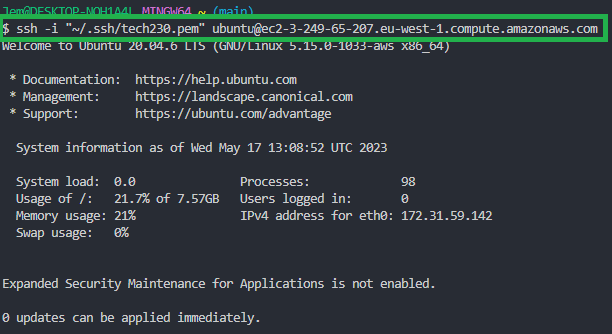 Jem@DESKTOP-NOH1A4L MINGW64 ~ (main)
$ ssh -i "~/.ssh/tech230.pem" ubuntu@ec2-3-249-65-207.eu-west-1.compute.amazonaws.com
Welcome to Ubuntu 20.04.6 LTS (GNU/Linux 5.15.0-1033-aws x86_64)
* Documentation: https://help.ubuntu.com
* Management: https://landscape.canonical.com
* Support: https://ubuntu.com/advantage
System information as of Wed May 17 13:08:52 UTC 2023
System load: 0.0 Processes: 98
Usage of /: 21.7% of 7.57GB Users logged in: 0
Memory usage: 21% IPv4 address for eth0: 172.31.59.142
Swap usage: 0%
Expanded Security Maintenance for Applications is not enabled.
0 updates can be applied immediately.